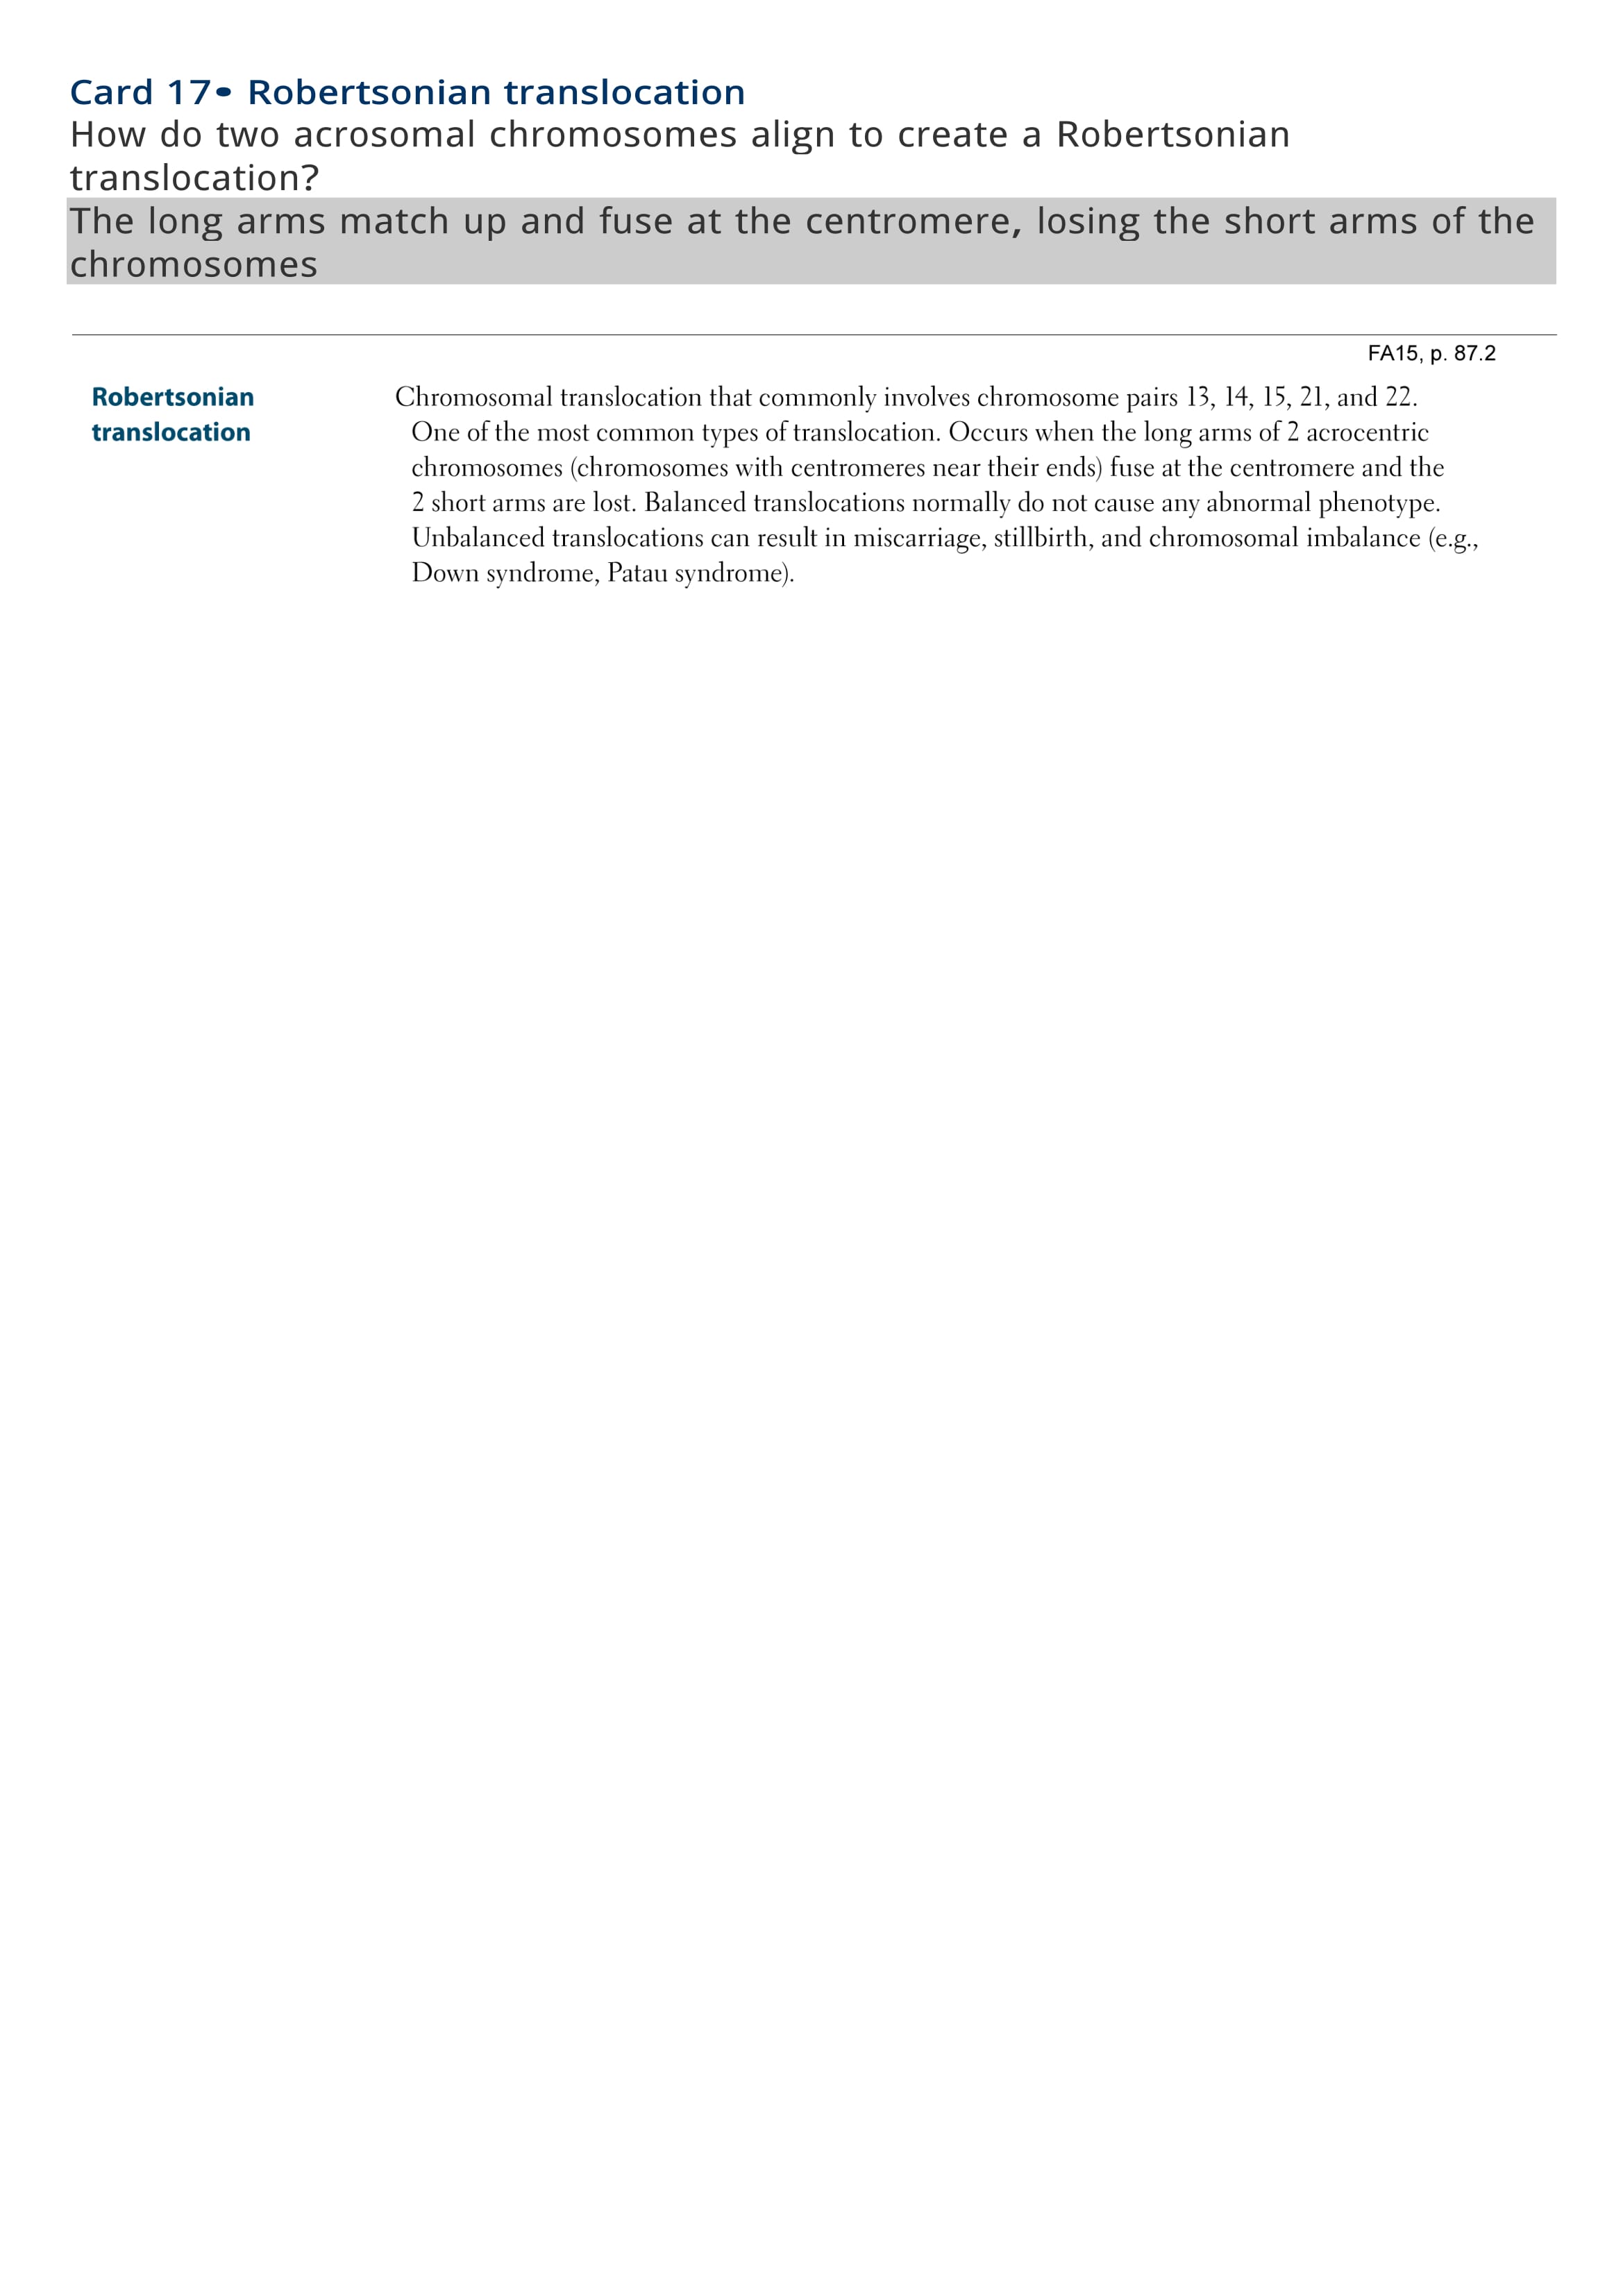 Card 17• Robertsonian translocation
How do two acrosomal chromosomes align to create a Robertsonian
translocation?
The long arms match up and fuse at the centromere, losing the short arms of the
chromosomes
FA15, p. 87.2
Robertsonian
translocation
Chromosomal translocation that commonly involves chromosome pairs 13, 14, 15, 21, and 22.
One of the most common types of translocation. Occurs when the long arms of 2 acrocentric
chromosomes (chromosomes with centromeres near their ends) fuse at the centromere and the
2 short arms are lost. Balanced translocations normally do not cause any abnormal phenotype.
Unbalanced translocations can result in miscarriage, stillbirth, and chromosomal imbalance (e.g.,
Down syndrome, Patau syndrome).